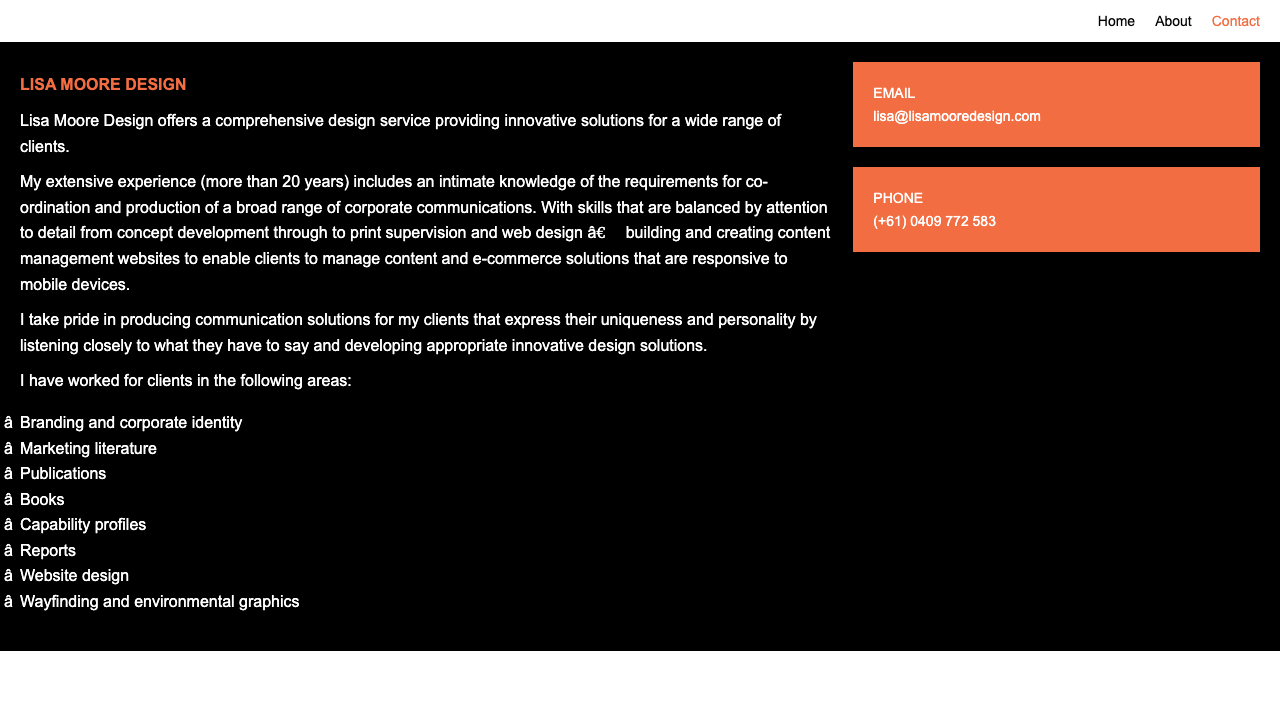 Home About Contact
LISA MOORE DESIGN
Lisa Moore Design offers a comprehensive design service providing innovative solutions for a wide range of
clients.
My extensive experience (more than 20 years) includes an intimate knowledge of the requirements for co-
ordination and production of a broad range of corporate communications. With skills that are balanced by attention
to detail from concept development through to print supervision and web design â€ building and creating content
management websites to enable clients to manage content and e-commerce solutions that are responsive to
mobile devices.
I take pride in producing communication solutions for my clients that express their uniqueness and personality by
listening closely to what they have to say and developing appropriate innovative design solutions.
I have worked for clients in the following areas:
â Branding and corporate identity
â Marketing literature
â Publications
â Books
â Capability profiles
â Reports
â Website design
â Wayfinding and environmental graphics
EMAIL
lisa@lisamooredesign.com
PHONE
(+61) 0409 772 583